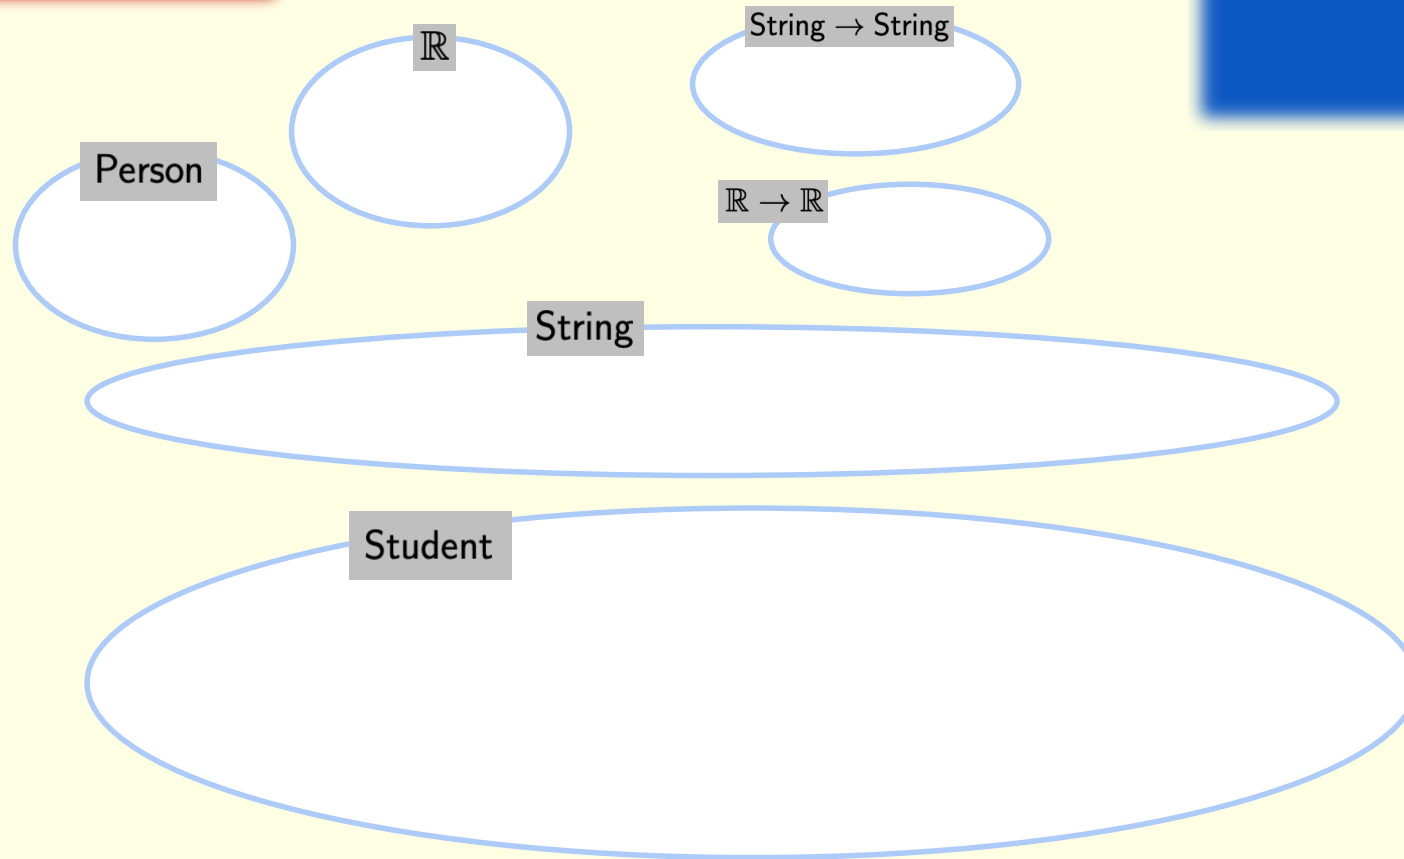 String → String
ℝ
Person
ℝ → ℝ
String
Student